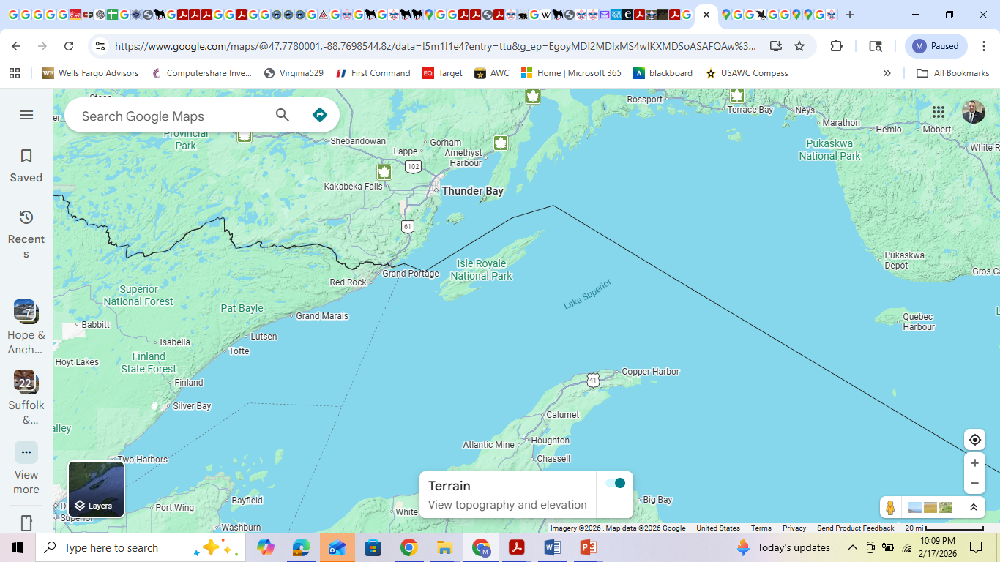 https://www.google.com/maps/@47.7780001,-88.7698544,8z/data=!5m1!1e4?entry=ttu&g_ep=EgoyMDI2MDIxMS4wIKXMDSoASAFQAw%3...
M
Paused
WF Wells Fargo Advisors
Computershare Inve...
Virginia529
First Command
EQ Target
AWC
Home | Microsoft 365
blackboard
USAWC Compass
All Bookmarks
Search Google Maps
Saved
Recent
s
7
Hope &
Anch...
22
Suffolk
&...
View
more
Rossport
Terrace Bay
Neys
Marathon
Hemlo
Mobert
Pukaskwa
National Park
White R
Provincial
Park
Shebandowan
Gorham
Lappe
Amethyst
Harbour
102
Kakabeka Falls
Thunder Bay
61
Isle Royale
National Park
Grand Portage
Red Rock
Pukaskwa
Depot
Gros Ca
Lake Superior
Superior
National Forest
Pat Bayle
Grand Marais
Babbitt
Quebec
Harbour
Lutsen
Isabella
Tofte
Hoyt Lakes
Finland
State Forest
Finland
Silver Bay
41
Copper Harbor
Calumet
alley
Atlantic Mine
Houghton
Chassell
Two Harbors
Port Wing
Bayfield
Washburn
White
Big Bay
Superior
Layers
Terrain
View topography and elevation
Imagery ©2026 , Map data ©2026 Google
United States
Terms
Privacy
Send Product Feedback
20 mi
Type here to search
M
Today's updates
10:09 PM
2/17/2026